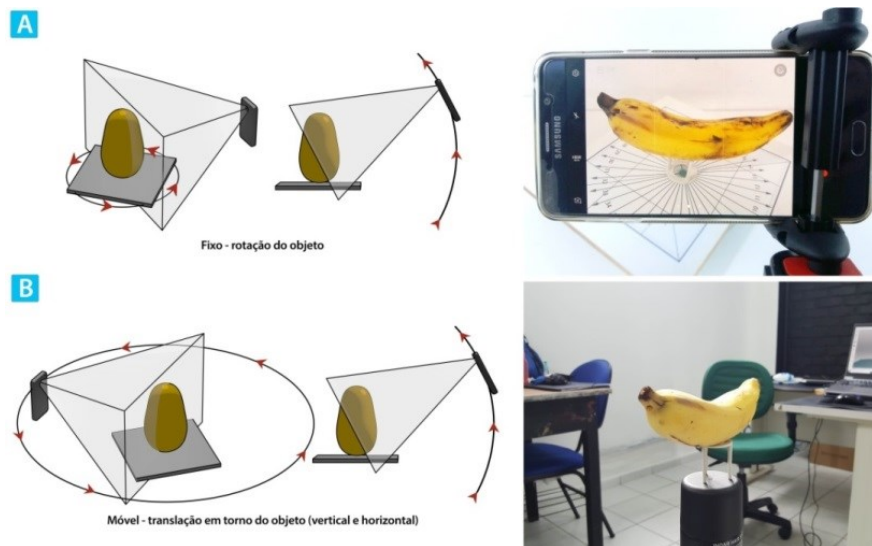 A
SAMSUNG
Fixo - rotação do objeto
B
Móvel - translação em torno do objeto (vertical e horizontal)